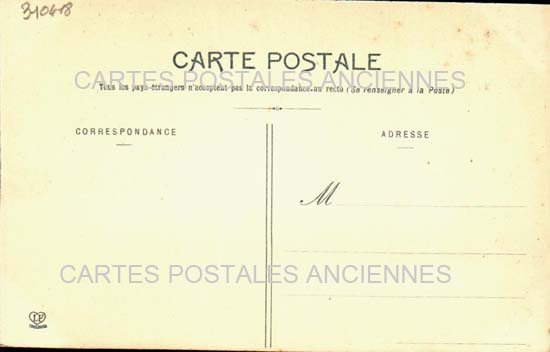 310418
CARTE POSTALE
CARTES POSTALES ANCIENNES
Tous les pays étrangers n'acceptent pas la correspondance au recto (Se renseigner à la Poste)
CORRESPONDANCE
ADRESSE
M
CARTES POSTALES ANCIENNES